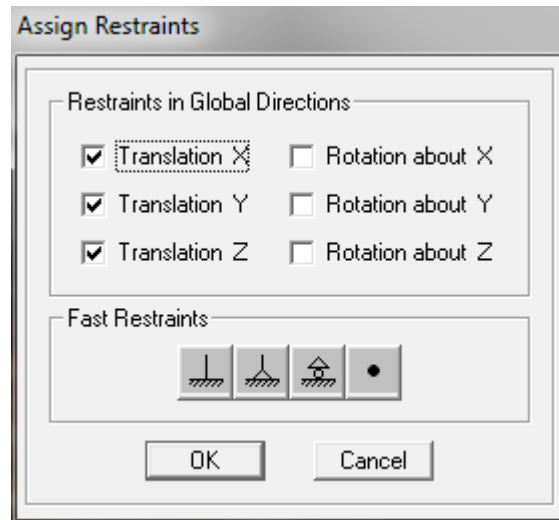 Assign Restraints
Restraints in Global Directions
Translation X
Rotation about X
Translation Y
Rotation about Y
Translation Z
Rotation about Z
Fast Restraints
OK
Cancel